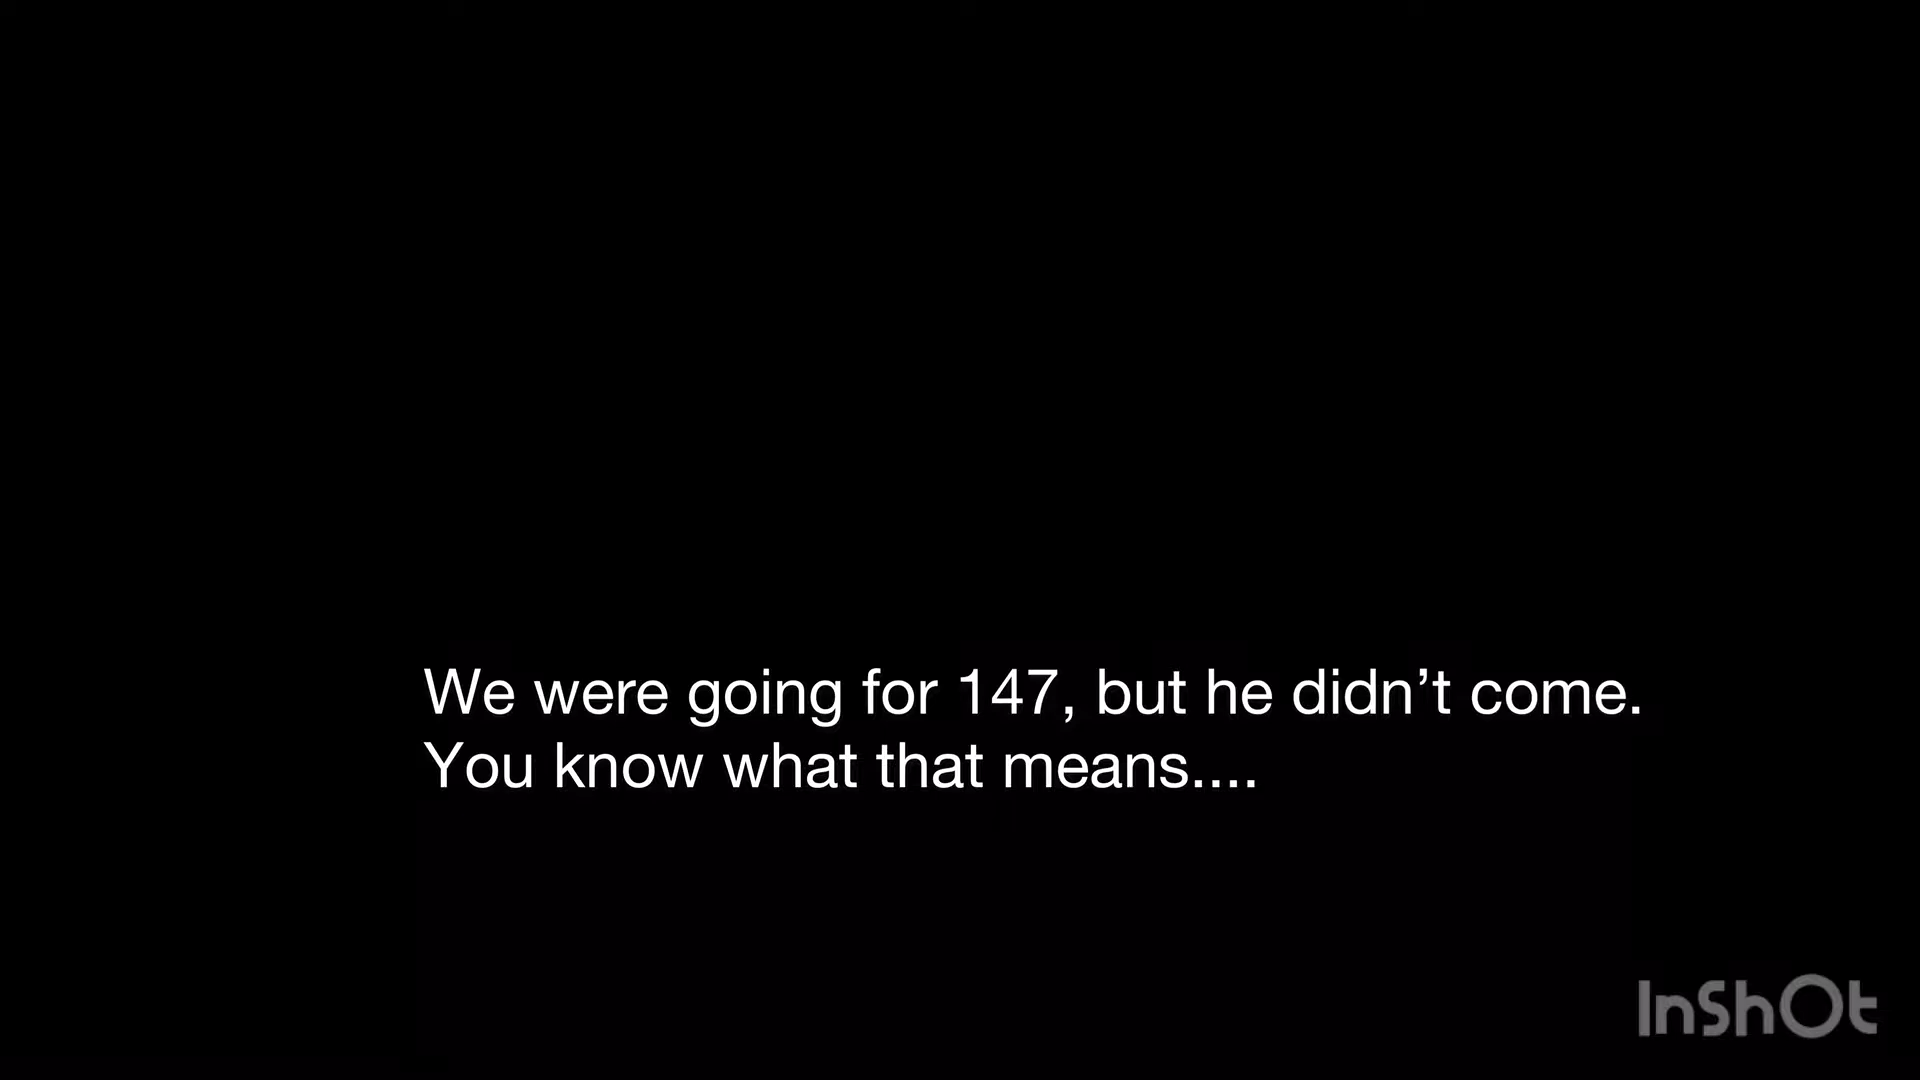 We were going for 147, but he didn’t come.
You know what that means....
InShOt